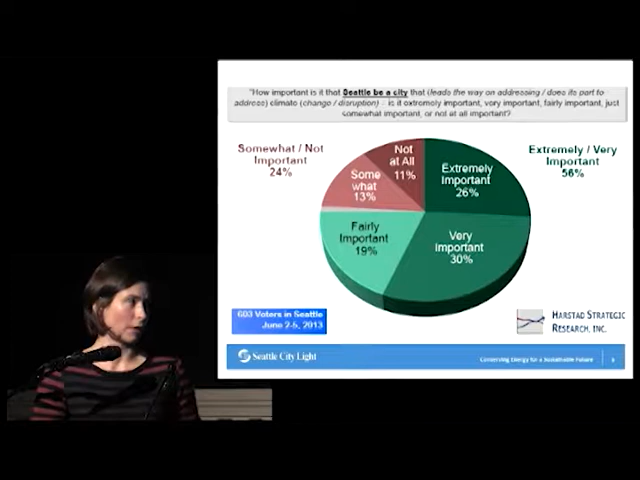 "How important is it that Seattle be a city that (leads the way on addressing / does its part to
address) climate (change / disruption) – is it extremely important, very important, fairly important, just
somewhat important, or not at all important?
Somewhat / Not
Important
24%
Extremely / Very
Important
56%
Not
at All
11%
Extremely
Important
26%
Some
what
13%
Fairly
Important
19%
Very
Important
30%
603 Voters in Seattle
June 2-5, 2013
HARSTAD STRATEGIC
RESEARCH, INC.
Seattle City Light
Conserving Energy for a Sustainable Future